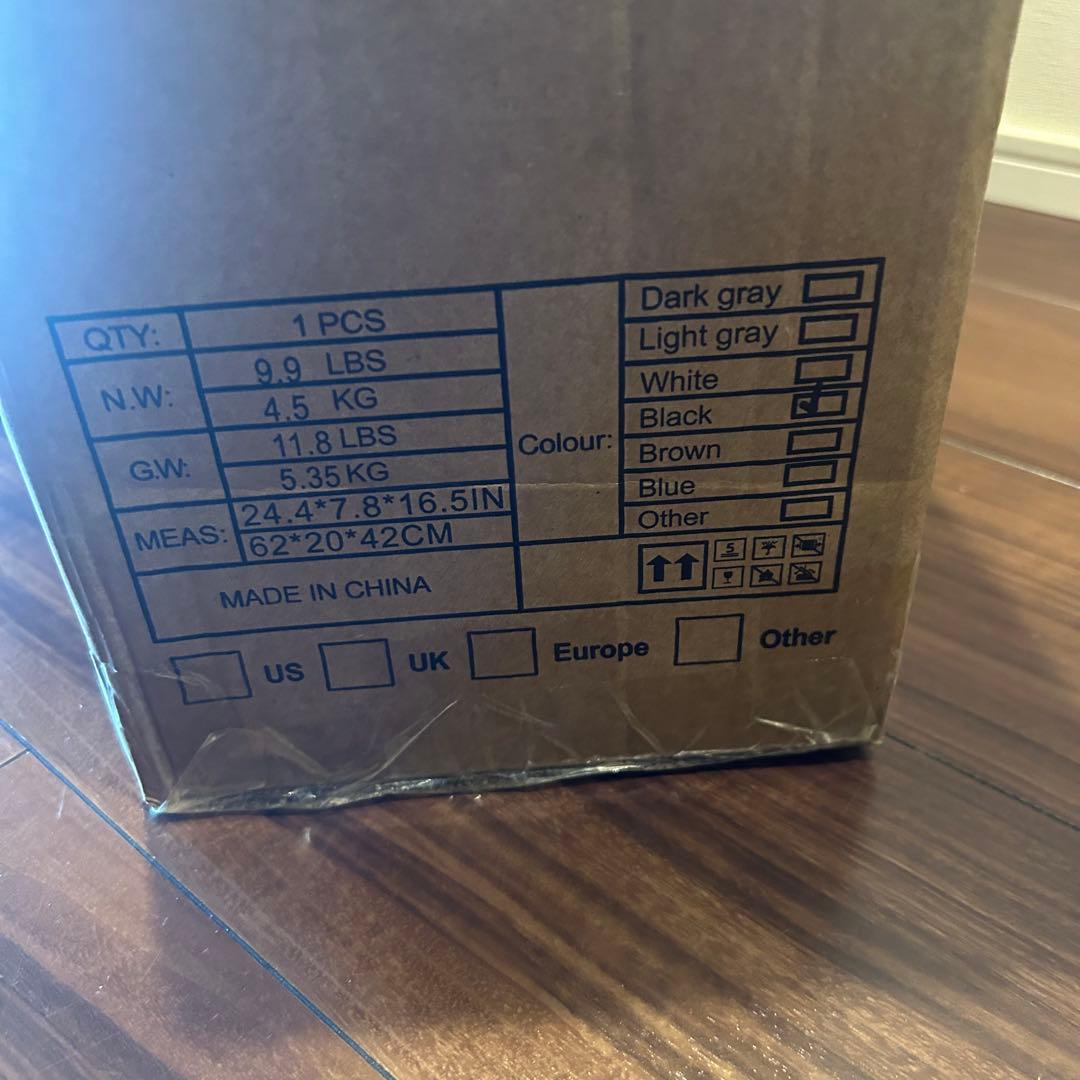 QTY: 1 PCS
N.W: 9.9 LBS
4.5 KG
G.W: 11.8 LBS
5.35 KG
MEAS: 24.4*7.8*16.5IN
62*20*42CM
MADE IN CHINA
Colour:
Dark gray
Light gray
White
Black
Brown
Blue
Other
5
US UK Europe Other